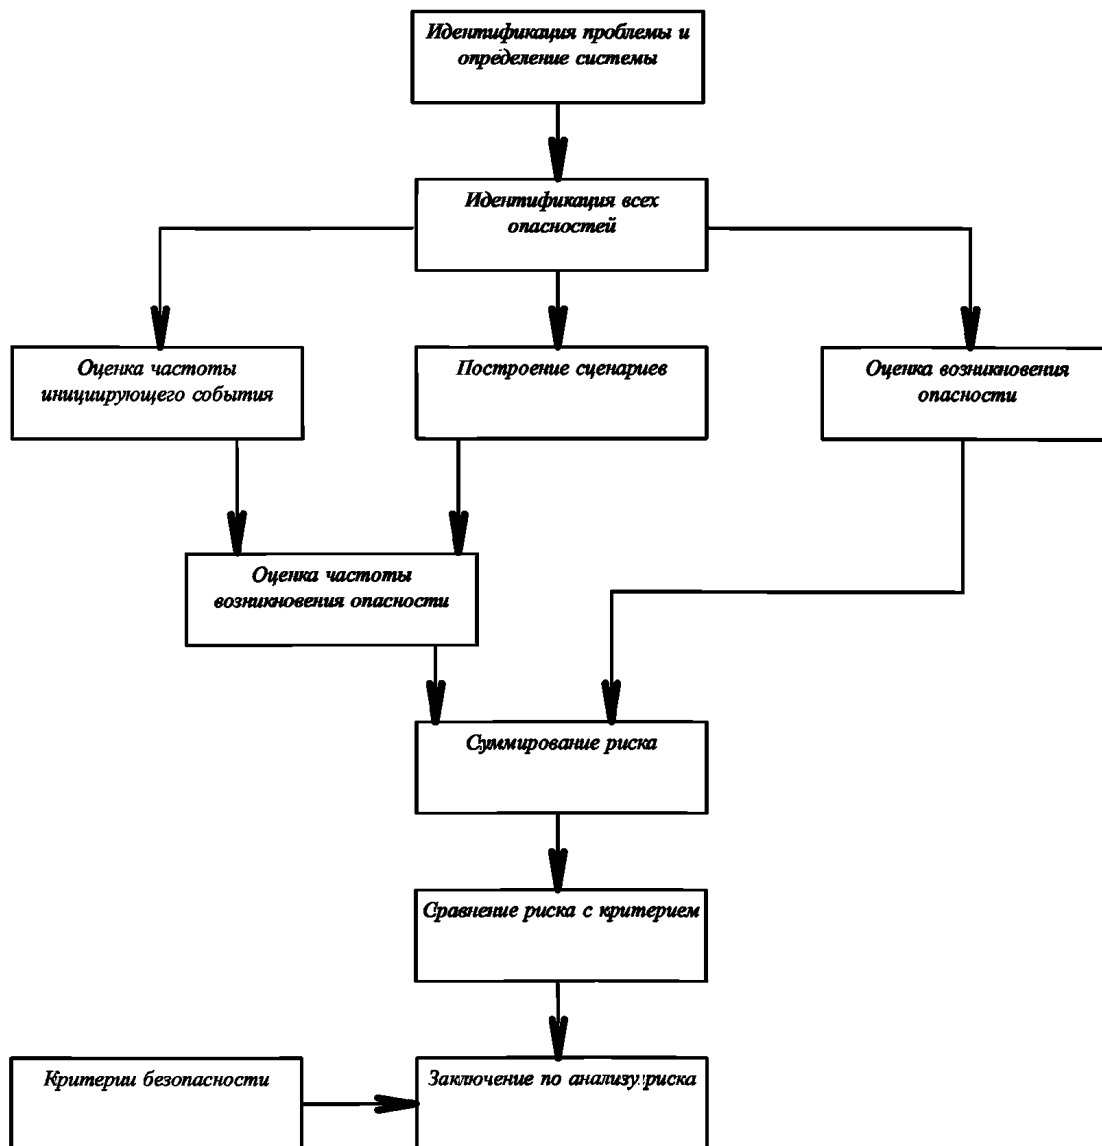 Идентификация проблемы и
определение системы
Идентификация всех
опасностей
Оценка частоты
инициирующего события
Построение сценариев
Оценка возникновения
опасности
Оценка частоты
возникновения опасности
Суммирование риска
Сравнение риска с критерием
Критерии безопасности
Заключение по анализу риска